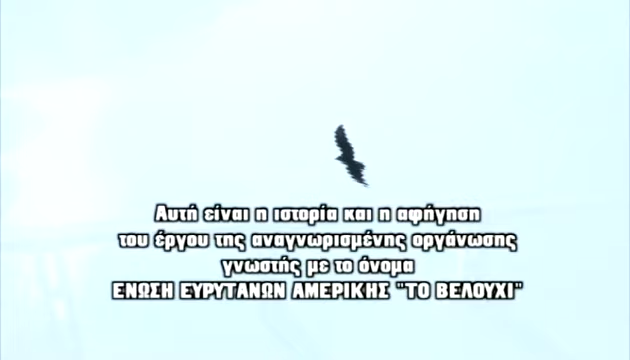 Αυτή είναι η ιστορία και η αφήγηση
του έργου της αναγνωρισμένης οργάνωσης
γνωστής με το όνομα
ΕΝΩΣΗ ΕΥΡΥΤΑΝΩΝ ΑΜΕΡΙΚΗΣ "ΤΟ ΒΕΛΟΥΧΙ"